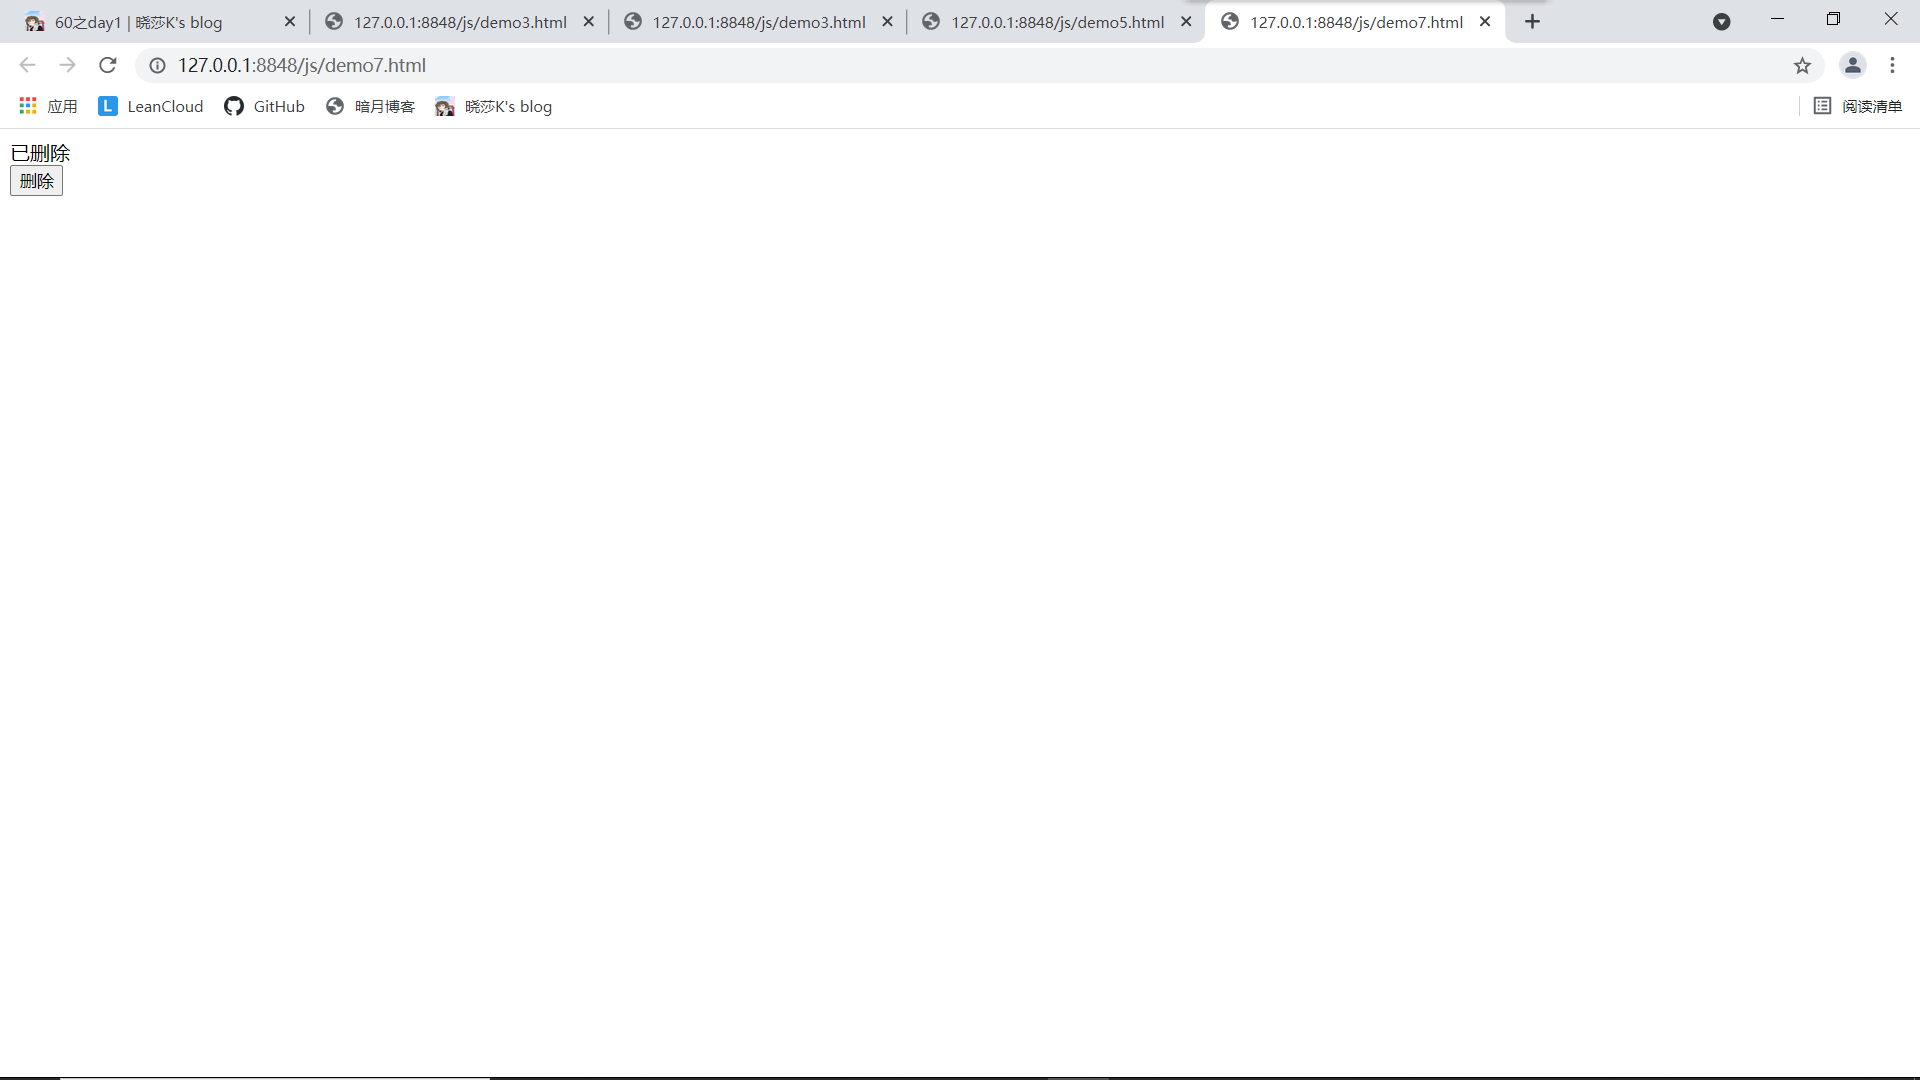 60之day1 | 晓莎K's blog
127.0.0.1:8848/js/demo3.html
127.0.0.1:8848/js/demo3.html
127.0.0.1:8848/js/demo5.html
127.0.0.1:8848/js/demo7.html
127.0.0.1:8848/js/demo7.html
应用
L LeanCloud
GitHub
暗月博客
晓莎K's blog
阅读清单
已删除
删除